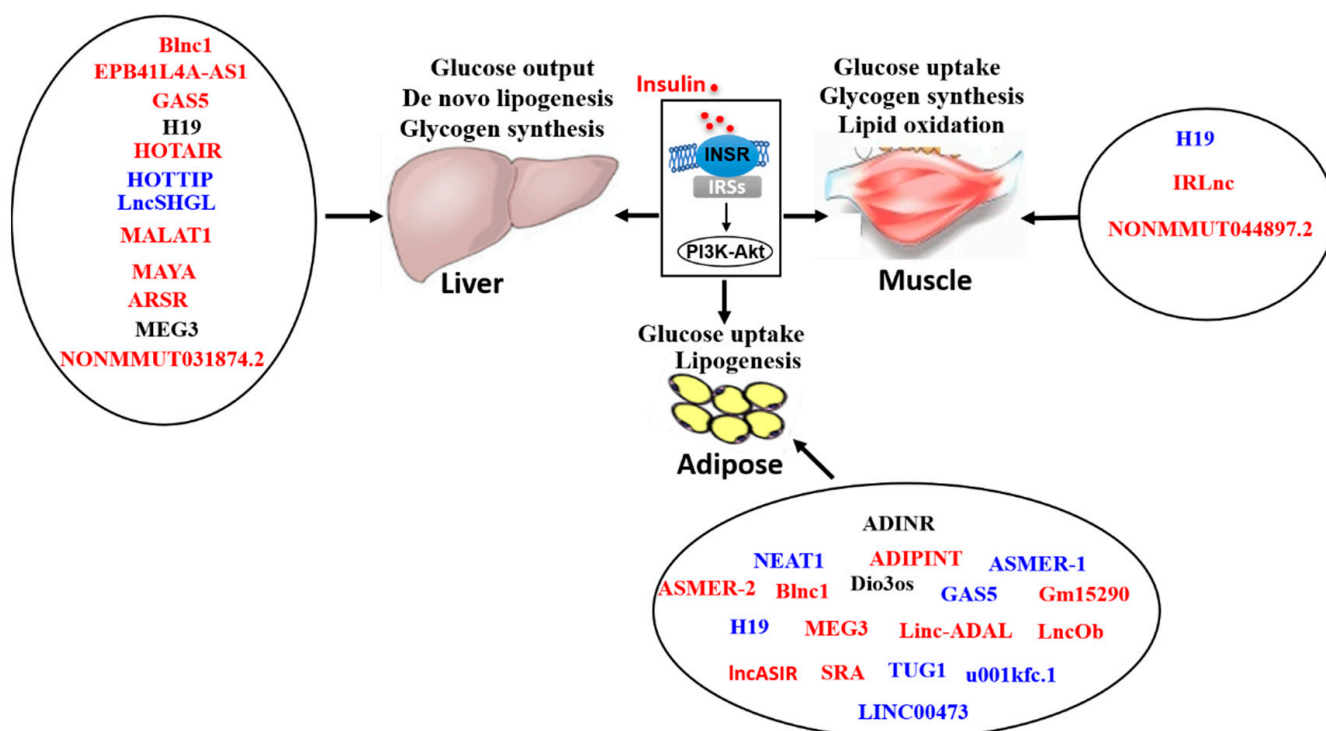 Blnc1
EPB41L4A-AS1
GAS5
H19
HOTAIR
HOTTIP
LncSHGL
MALAT1
MAYA
ARSR
MEG3
NONMMUT031874.2
Glucose output
De novo lipogenesis
Glycogen synthesis
Liver
Insulin
INSR
IRSs
PI3K-Akt
Glucose uptake
Glycogen synthesis
Lipid oxidation
Muscle
H19
IRLnc
NONMMUT044897.2
Glucose uptake
Lipogenesis
Adipose
ADINR
NEAT1 ADIPINT ASMER-1
ASMER-2 Blnc1 Dio3os GAS5 Gm15290
H19 MEG3 Linc-ADAL LncOb
lncASIR SRA TUG1 u001kfc.1
LINC00473